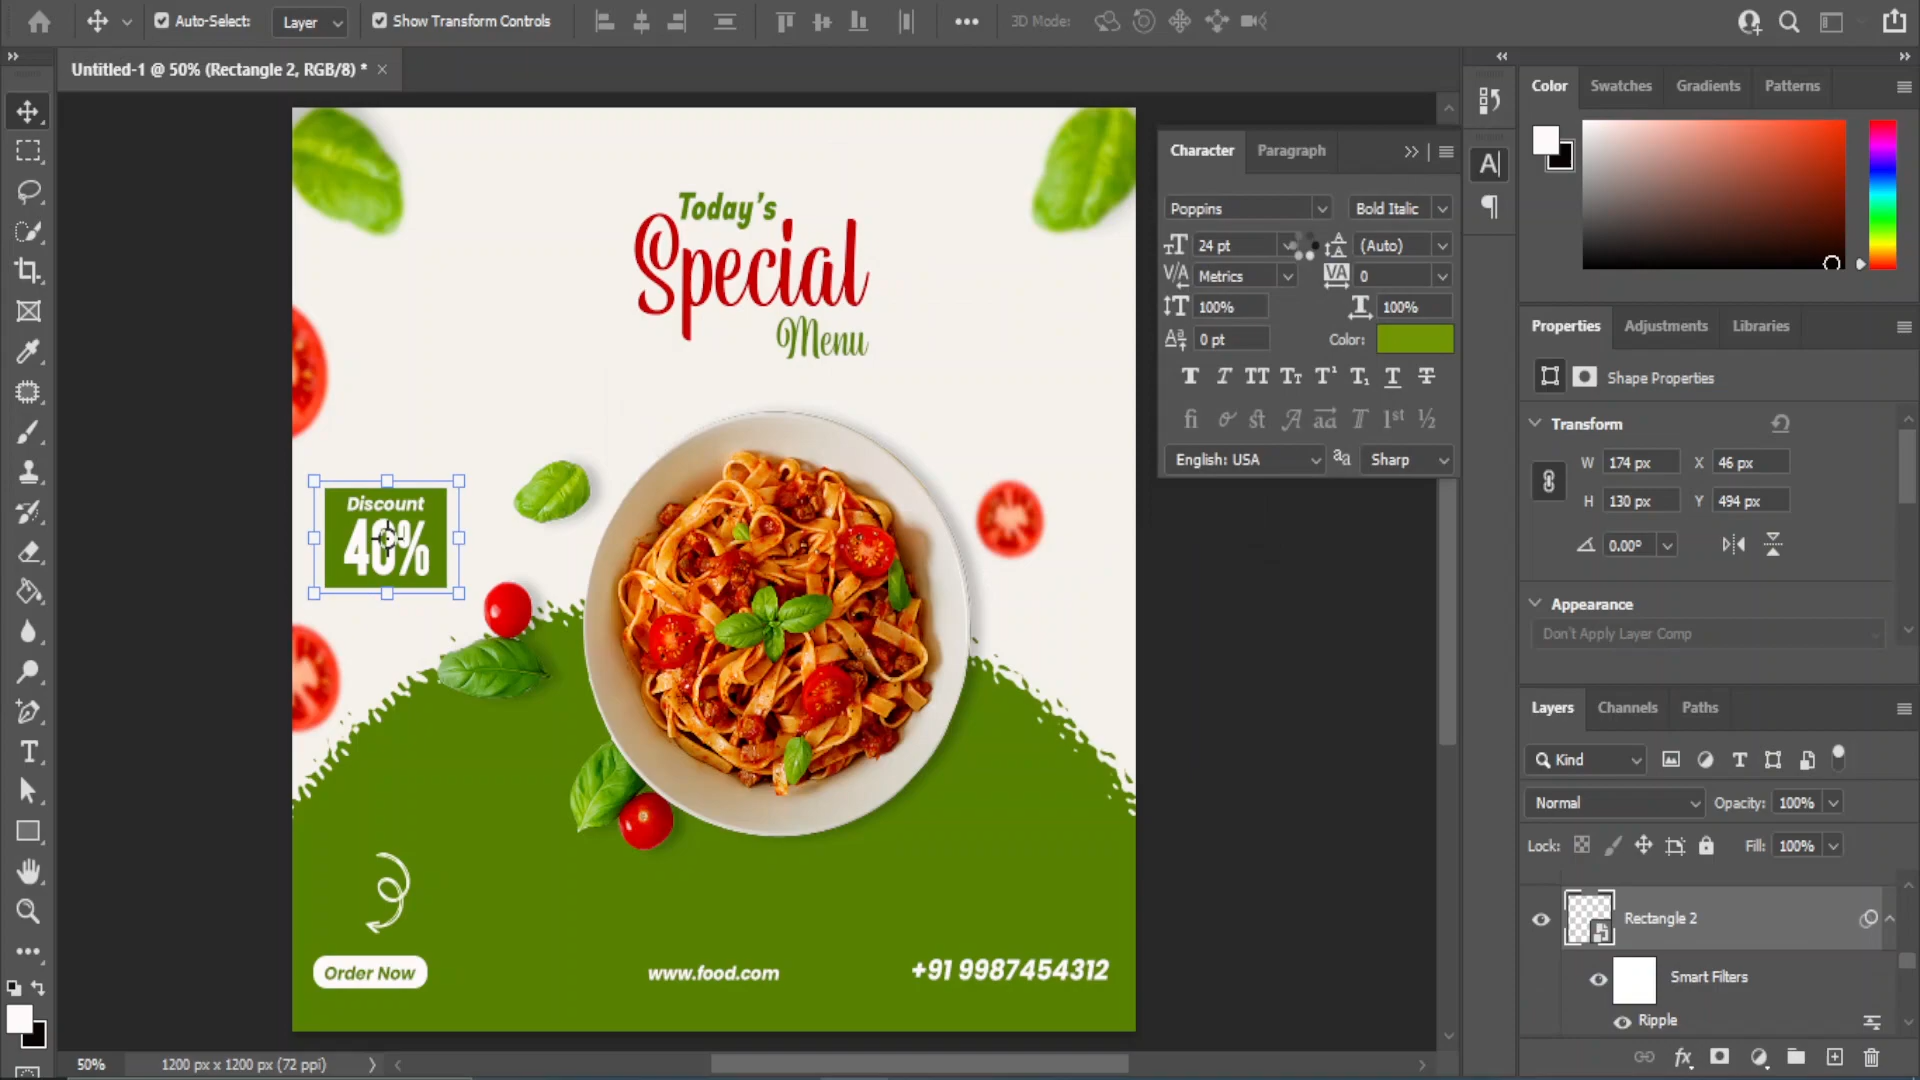 Auto-Select: Layer Show Transform Controls 3D Mode:
Untitled-1 @ 50% (Rectangle 2, RGB/8) * ×
Today's
Special
Menu
Discount
40%
Order Now
www.food.com
+91 9987454312
50% 1200 px x 1200 px (72 ppi)
Character Paragraph
Poppins Bold Italic
24 pt (Auto)
Metrics 0
100% 100%
0 pt Color:
English: USA aa Sharp
Color Swatches Gradients Patterns
Properties Adjustments Libraries
Shape Properties
Transform
W 174 px X 46 px
H 130 px Y 494 px
0.00°
Appearance
Don't Apply Layer Comp
Layers Channels Paths
Kind
Normal Opacity: 100%
Lock: Fill: 100%
Rectangle 2
Smart Filters
Ripple
fx